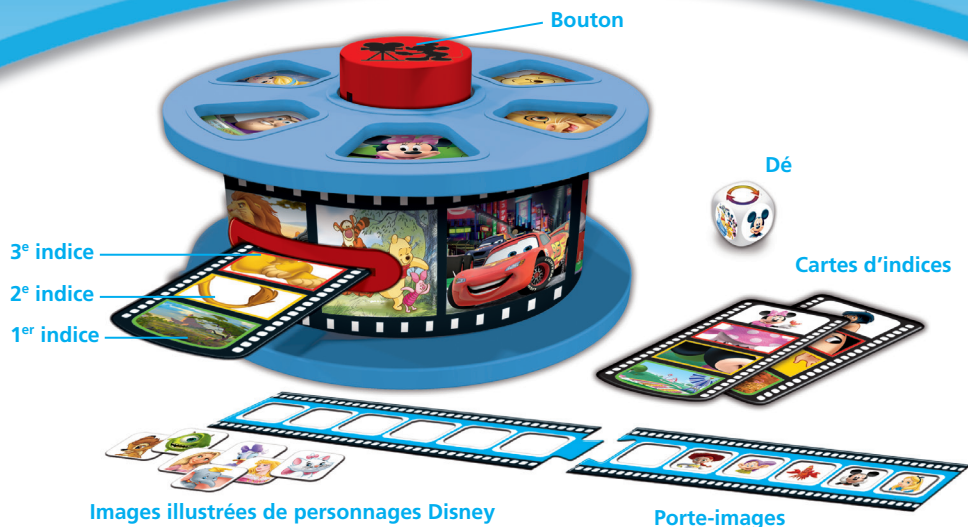 Bouton
Dé
3e indice
Cartes d'indices
2e indice
1er indice
Images illustrées de personnages Disney
Porte-images